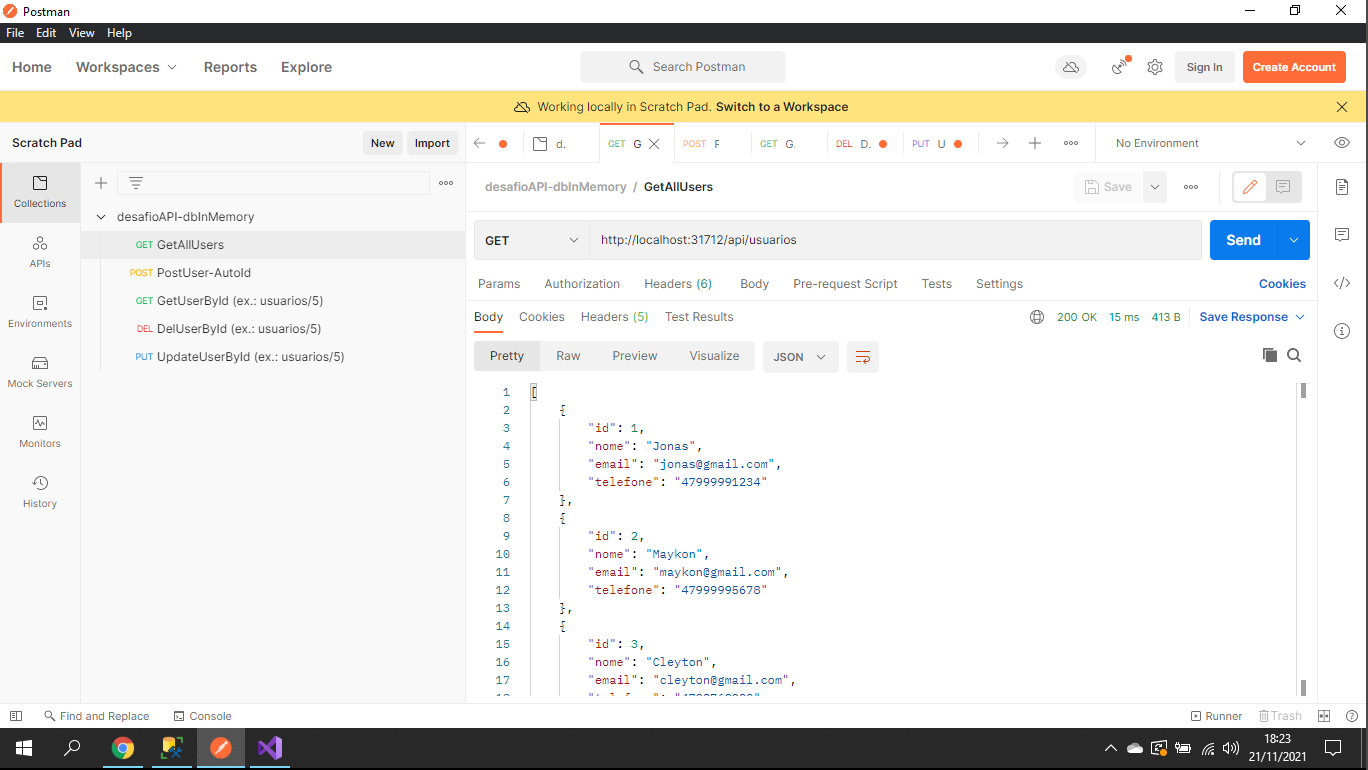 Postman
File Edit View Help
Home Workspaces Reports Explore Search Postman Sign In Create Account
Working locally in Scratch Pad. Switch to a Workspace
Scratch Pad New Import
d. GET G POST F GET G. DEL D. PUT U No Environment
Collections
APIs
Environments
Mock Servers
Monitors
History
desafioAPI-dbInMemory
GET GetAllUsers
POST PostUser-AutoId
GET GetUserById (ex.: usuarios/5)
DEL DelUserById (ex.: usuarios/5)
PUT UpdateUserById (ex.: usuarios/5)
desafioAPI-dbInMemory / GetAllUsers Save
GET http://localhost:31712/api/usuarios Send
Params Authorization Headers (6) Body Pre-request Script Tests Settings Cookies
Body Cookies Headers (5) Test Results 200 OK 15 ms 413 B Save Response
Pretty Raw Preview Visualize JSON
1 [
2 {
3 "id": 1,
4 "nome": "Jonas",
5 "email": "jonas@gmail.com",
6 "telefone": "47999991234"
7 },
8 {
9 "id": 2,
10 "nome": "Maykon",
11 "email": "maykon@gmail.com",
12 "telefone": "47999995678"
13 },
14 {
15 "id": 3,
16 "nome": "Cleyton",
17 "email": "cleyton@gmail.com",
Find and Replace Console Runner Trash
18:23
21/11/2021